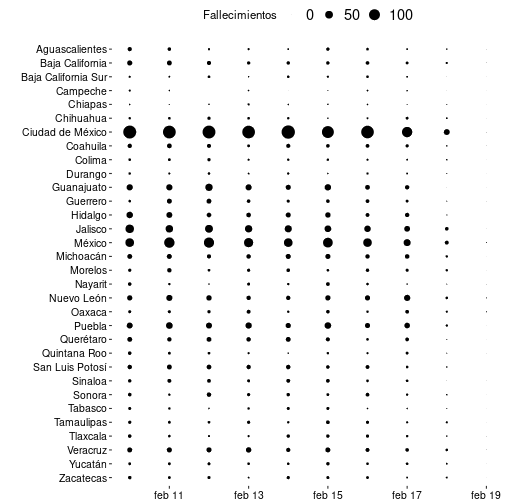 Fallecimientos 0 50 100
Aguascalientes
Baja California
Baja California Sur
Campeche
Chiapas
Chihuahua
Ciudad de México
Coahuila
Colima
Durango
Guanajuato
Guerrero
Hidalgo
Jalisco
México
Michoacán
Morelos
Nayarit
Nuevo León
Oaxaca
Puebla
Querétaro
Quintana Roo
San Luis Potosí
Sinaloa
Sonora
Tabasco
Tamaulipas
Tlaxcala
Veracruz
Yucatán
Zacatecas
feb 11 feb 13 feb 15 feb 17 feb 19